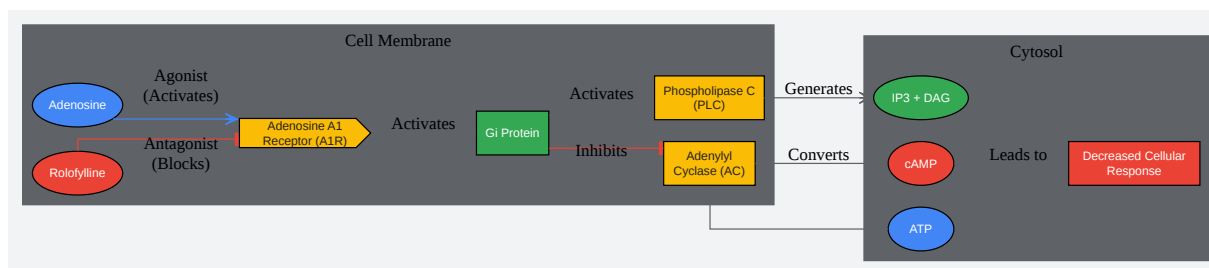 Cell Membrane
Agonist
(Activates)
Adenosine
Adenosine A1
Receptor (A1R)
Antagonist
(Blocks)
Rolofylline
Activates
Gi Protein
Activates
Phospholipase C
(PLC)
Inhibits
Adenylyl
Cyclase (AC)
Generates
Converts
Cytosol
IP3 + DAG
cAMP
ATP
Leads to
Decreased Cellular
Response